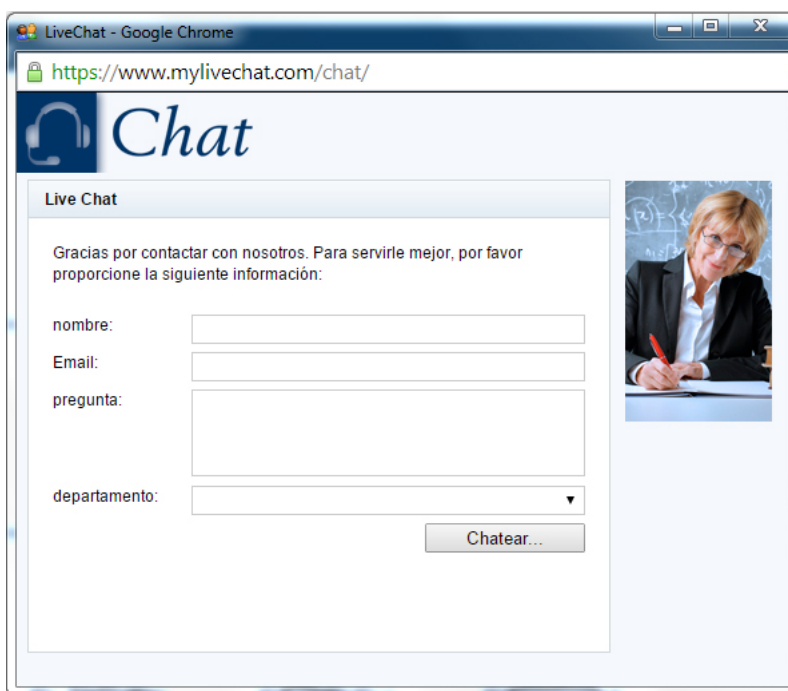 LiveChat - Google Chrome
https://www.mylivechat.com/chat/
Chat
Live Chat
Gracias por contactar con nosotros. Para servirle mejor, por favor
proporcione la siguiente información:
nombre:
Email:
pregunta:
departamento:
Chatear...